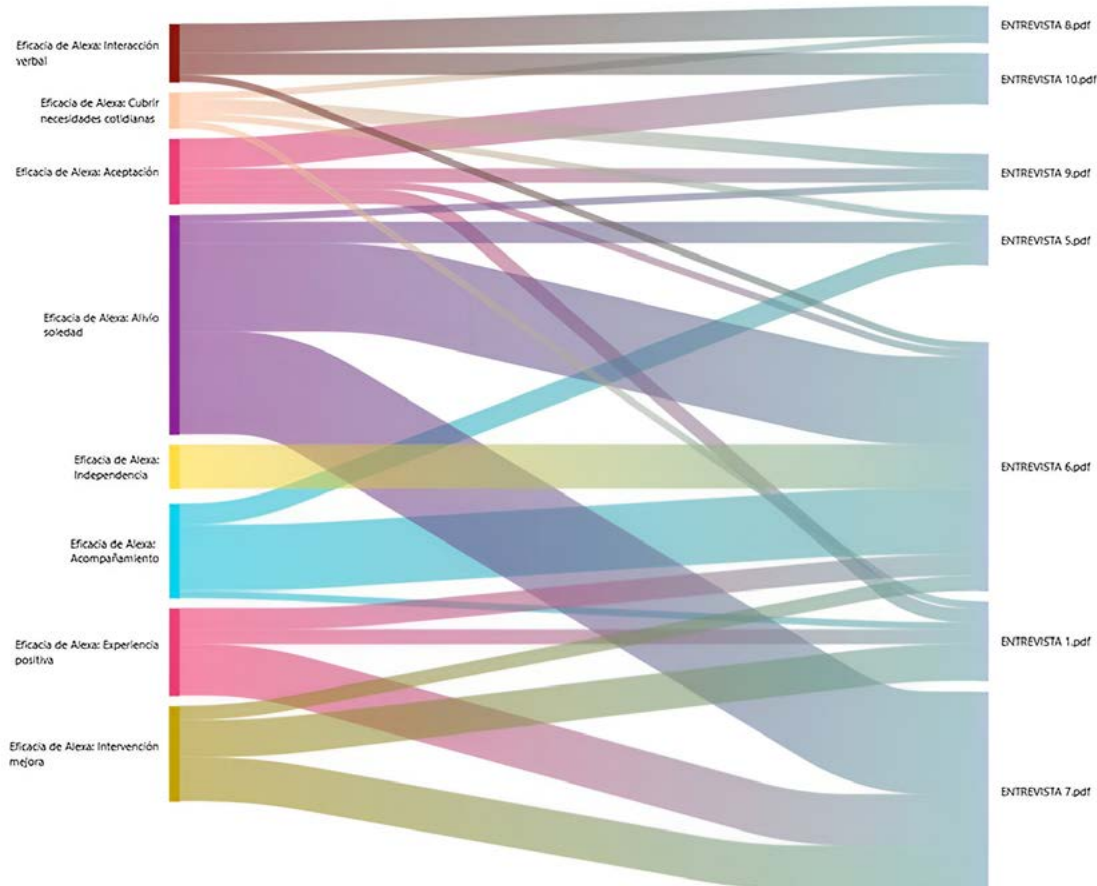 Eficacia de Alexa: Interacción
verbal
Eficacia de Alexa: Cubrir
necesidades cotidianas
Eficacia de Alexa: Aceptación
Eficacia de Alexa: Alivio
soledad
Eficacia de Alexa:
Independencia
Eficacia de Alexa:
Acompañamiento
Eficacia de Alexa: Experiencia
positiva
Eficacia de Alexa: Intervención
mejora
ENTREVISTA 8.pdf
ENTREVISTA 10.pdf
ENTREVISTA 9.pdf
ENTREVISTA 5.pdf
ENTREVISTA 6.pdf
ENTREVISTA 1.pdf
ENTREVISTA 7.pdf